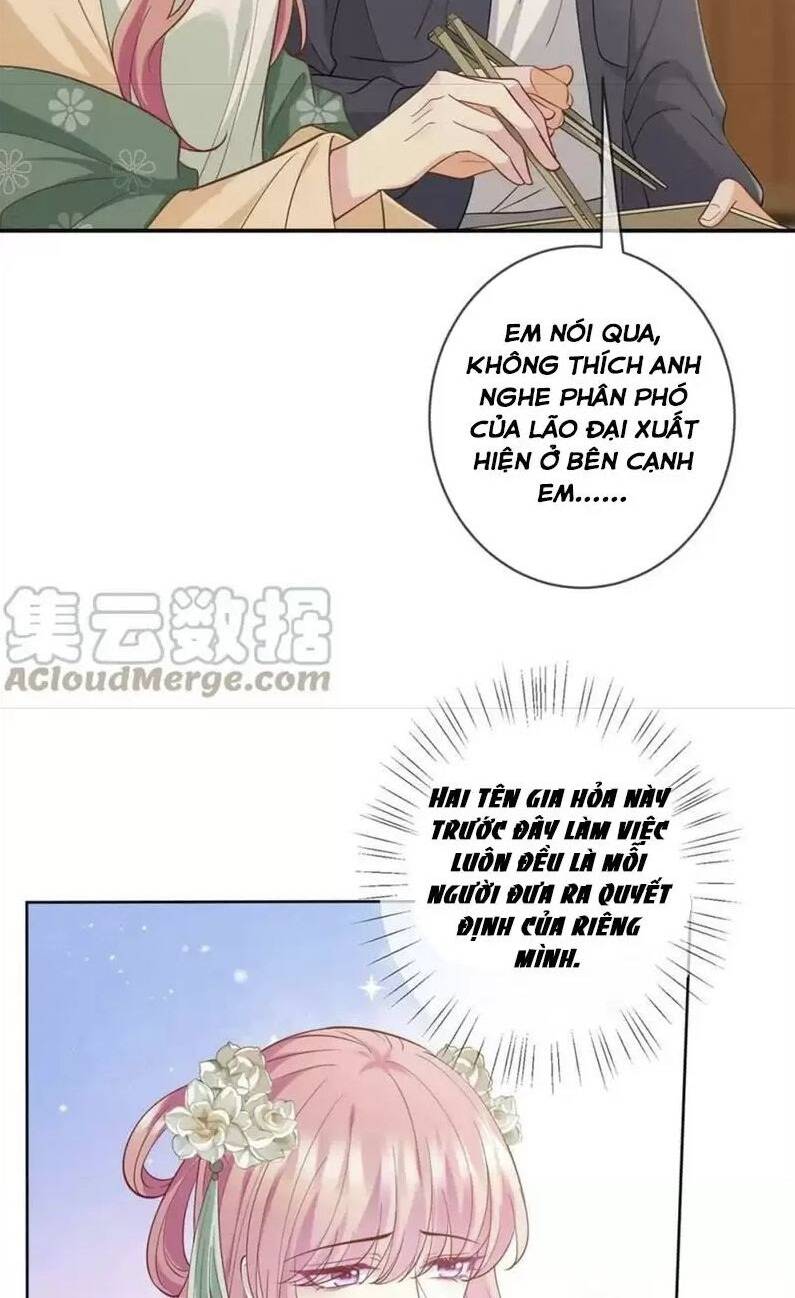 EM NÓI QUA,
KHÔNG THÍCH ANH
NGHE PHÂN PHÓ
CỦA LÃO ĐẠI XUẤT
HIỆN Ở BÊN CẠNH
EM......
集云数据
ACloudMerge.com
HAI TÊN GIA HỎA NÀY
TRƯỚC ĐÂY LÀM VIỆC
LUÔN ĐỀU LÀ MỖI
NGƯỜI ĐƯA RA QUYẾT
ĐỊNH CỦA RIÊNG
MÌNH.